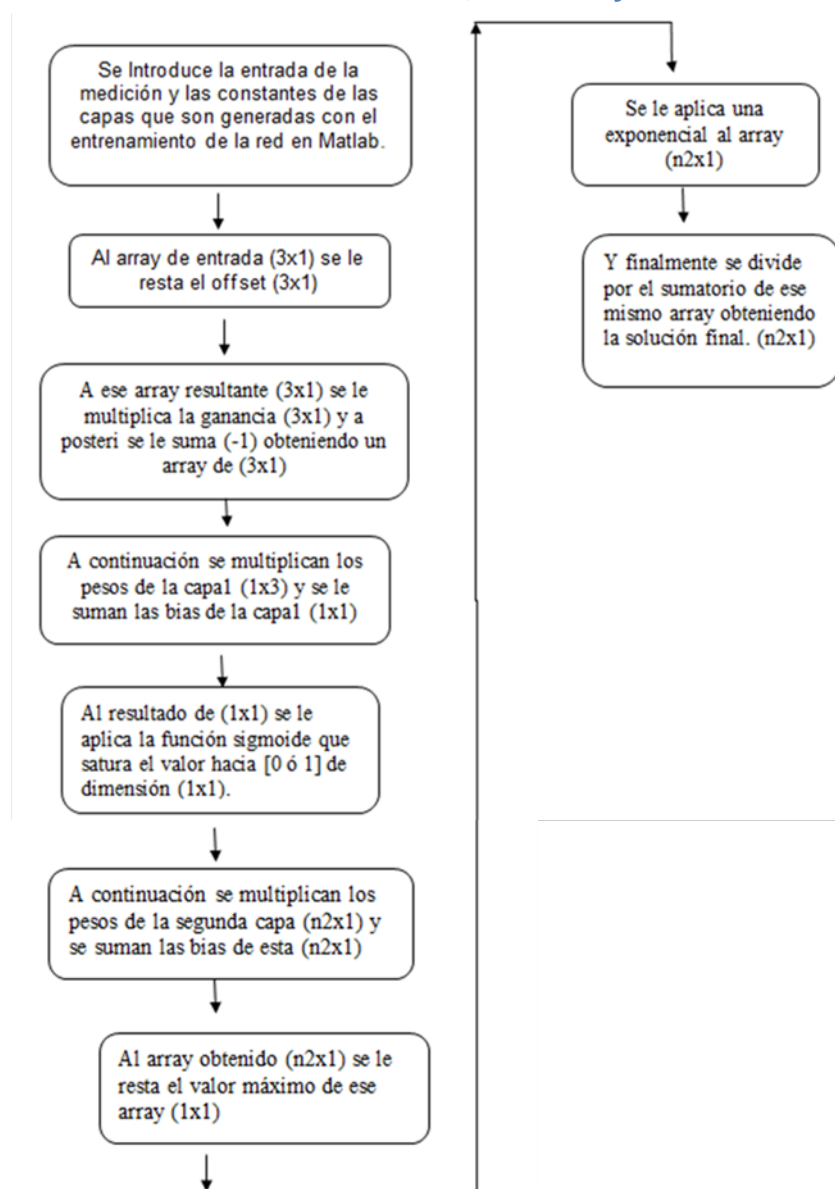 Se Introduce la entrada de la
medición y las constantes de las
capas que son generadas con el
entrenamiento de la red en Matlab.
Al array de entrada (3x1) se le
resta el offset (3x1)
A ese array resultante (3x1) se le
multiplica la ganancia (3x1) y a
posteri se le suma (-1) obteniendo un
array de (3x1)
A continuación se multiplican los
pesos de la capa1 (1x3) y se le
suman las bias de la capa1 (1x1)
Al resultado de (1x1) se le
aplica la función sigmoide que
satura el valor hacia [0 ó 1] de
dimensión (1x1).
A continuación se multiplican los
pesos de la segunda capa (n2x1) y
se suman las bias de esta (n2x1)
Al array obtenido (n2x1) se le
resta el valor máximo de ese
array (1x1)
Se le aplica una
exponencial al array
(n2x1)
Y finalmente se divide
por el sumatorio de ese
mismo array obteniendo
la solución final. (n2x1)